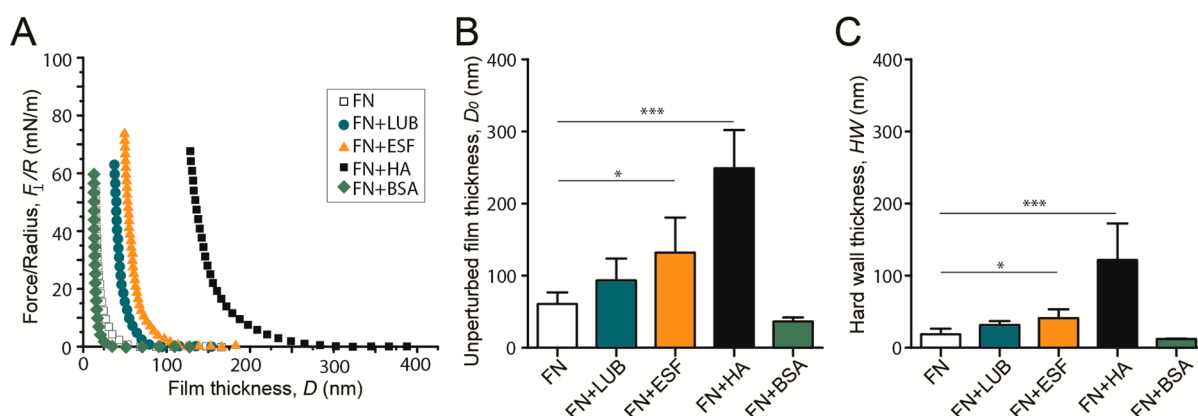 A
Force/Radius, F⊥/R (mN/m)
100
80
60
40
20
0
0
100
200
300
400
Film thickness, D (nm)
FN
FN+LUB
FN+ESF
FN+HA
FN+BSA
B
Unperturbed film thickness, D₀ (nm)
400
300
200
100
0
***
*
FN
FN+LUB
FN+ESF
FN+HA
FN+BSA
C
Hard wall thickness, HW (nm)
400
300
200
100
0
***
*
FN
FN+LUB
FN+ESF
FN+HA
FN+BSA